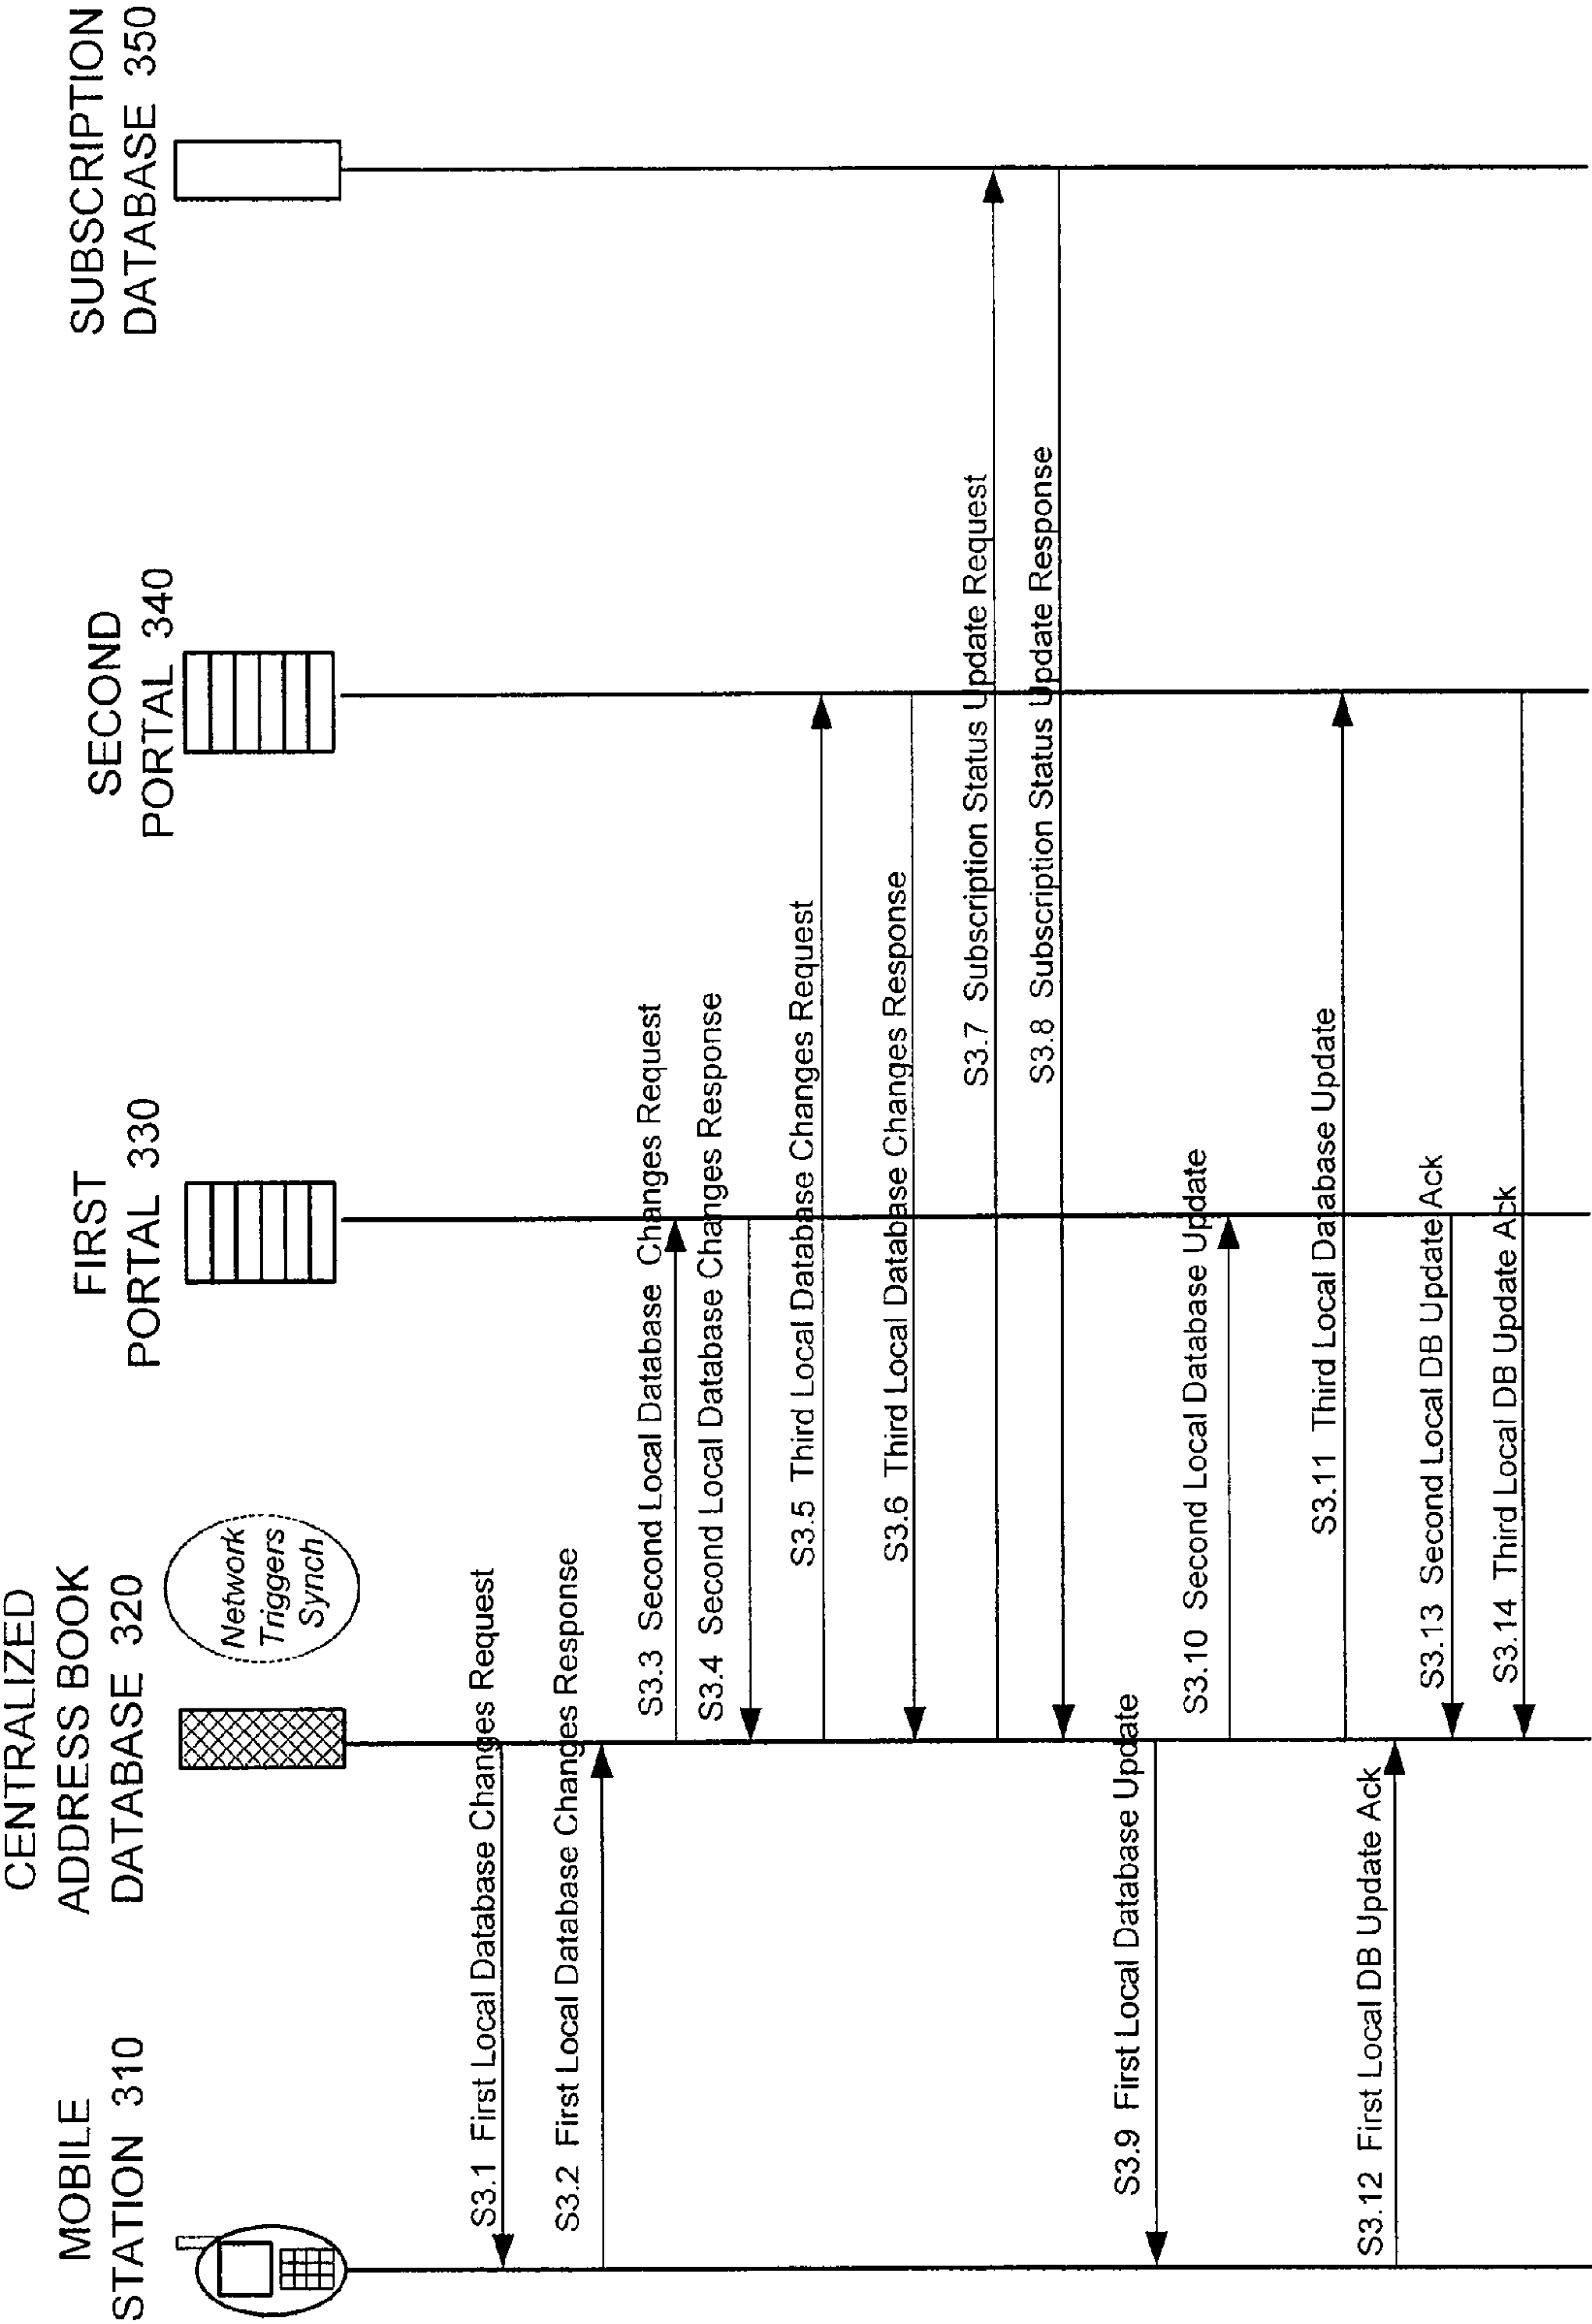 MOBILE
STATION 310
CENTRALIZED
ADDRESS BOOK
DATABASE 320
FIRST
PORTAL 330
SECOND
PORTAL 340
SUBSCRIPTION
DATABASE 350
Network
Triggers
Synch
S3.1 First Local Database Changes Request
S3.2 First Local Database Changes Response
S3.3 Second Local Database Changes Request
S3.4 Second Local Database Changes Response
S3.5 Third Local Database Changes Request
S3.6 Third Local Database Changes Response
S3.7 Subscription Status Update Request
S3.8 Subscription Status Update Response
S3.9 First Local Database Update
S3.10 Second Local Database Update
S3.11 Third Local Database Update
S3.12 First Local DB Update Ack
S3.13 Second Local DB Update Ack
S3.14 Third Local DB Update Ack